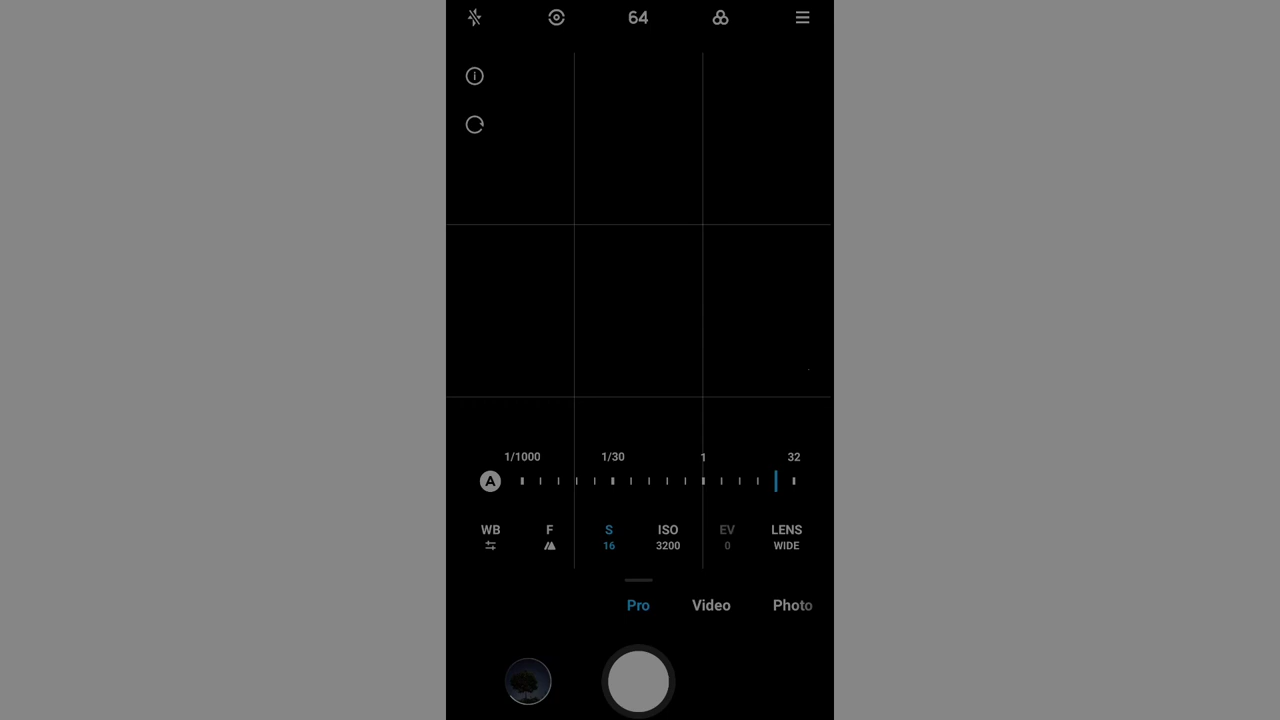 64
1/1000 1/30 1 32
A
WB F S ISO EV LENS
16 3200 0 WIDE
Pro Video Photo